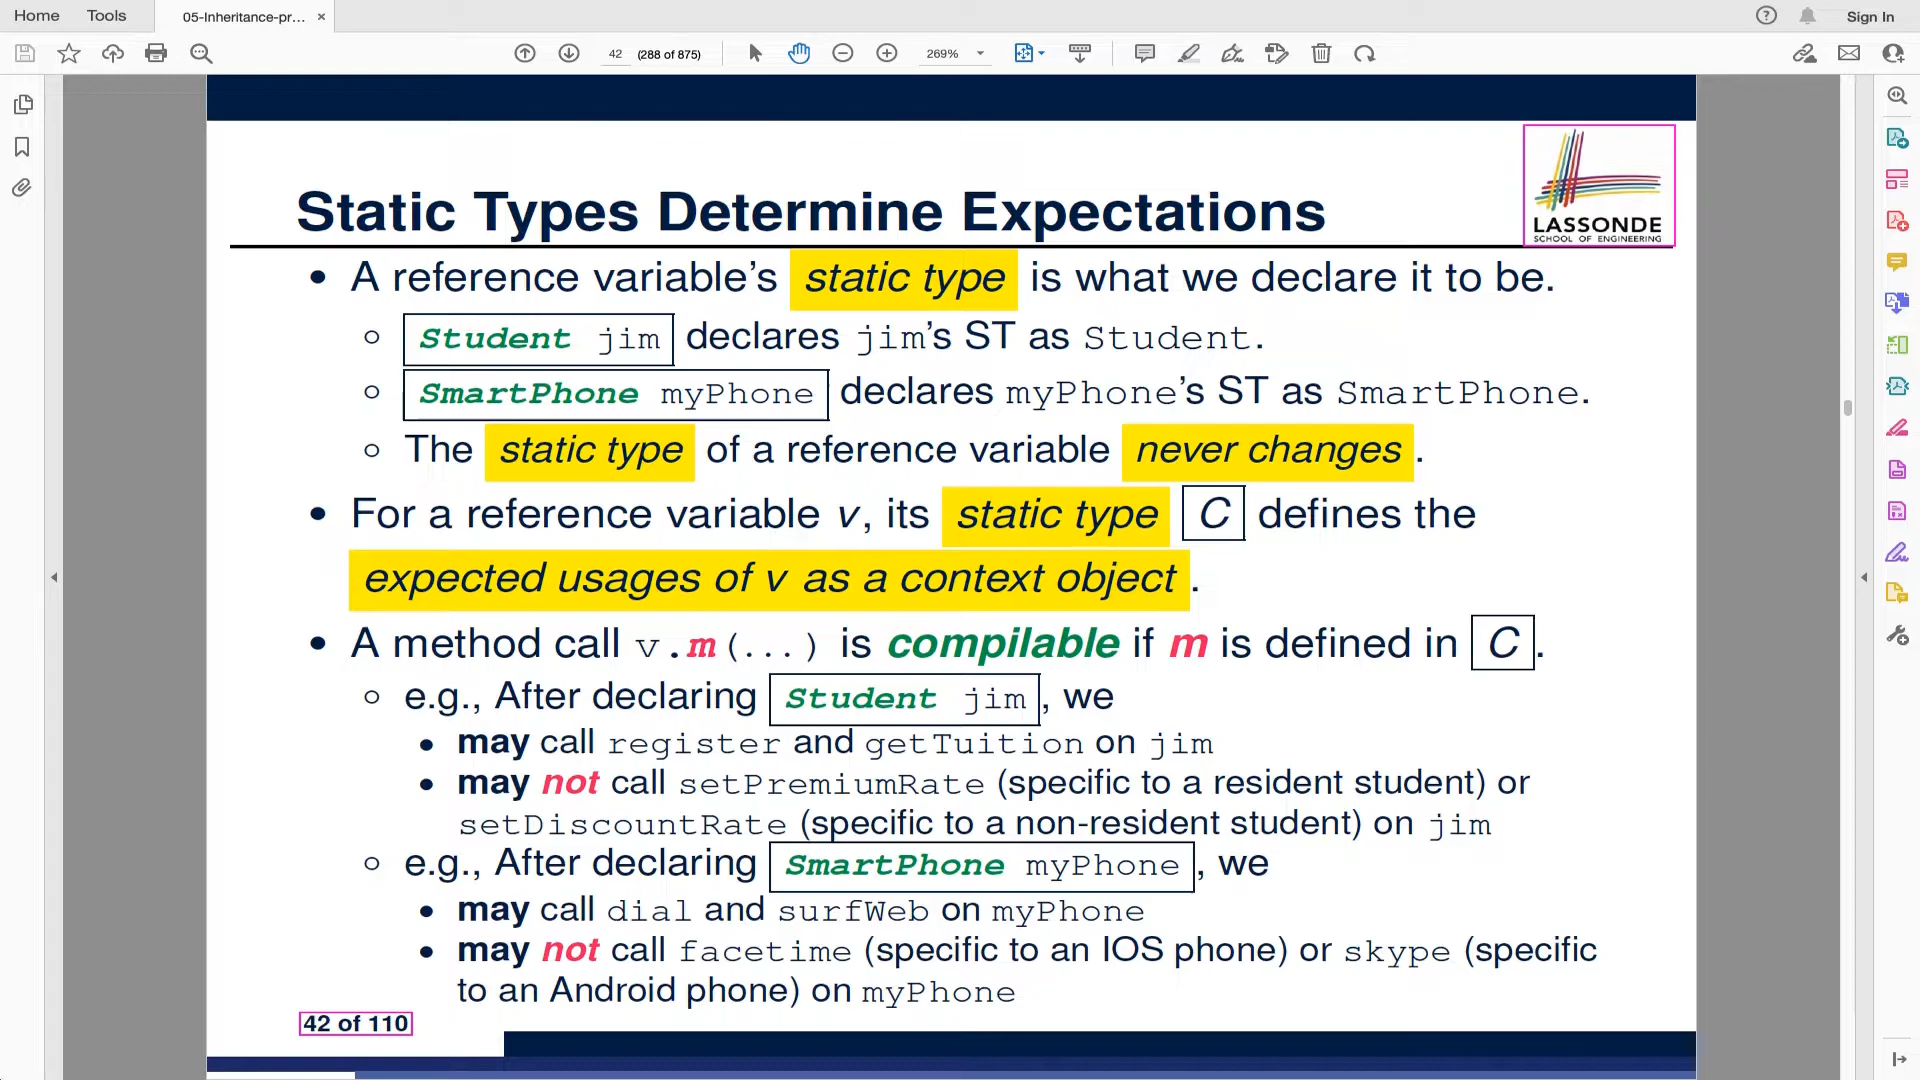 Home Tools 05-Inheritance-pr... × Sign In
42 (288 of 875) 269%
LASSONDE
SCHOOL OF ENGINEERING
Static Types Determine Expectations
• A reference variable’s static type is what we declare it to be.
○ Student jim declares jim’s ST as Student.
○ SmartPhone myPhone declares myPhone’s ST as SmartPhone.
○ The static type of a reference variable never changes.
• For a reference variable v, its static type C defines the
expected usages of v as a context object.
• A method call v.m(...) is compilable if m is defined in C.
○ e.g., After declaring Student jim, we
• may call register and getTuition on jim
• may not call setPremiumRate (specific to a resident student) or
setDiscountRate (specific to a non-resident student) on jim
○ e.g., After declaring SmartPhone myPhone, we
• may call dial and surfWeb on myPhone
• may not call facetime (specific to an IOS phone) or skype (specific
to an Android phone) on myPhone
42 of 110